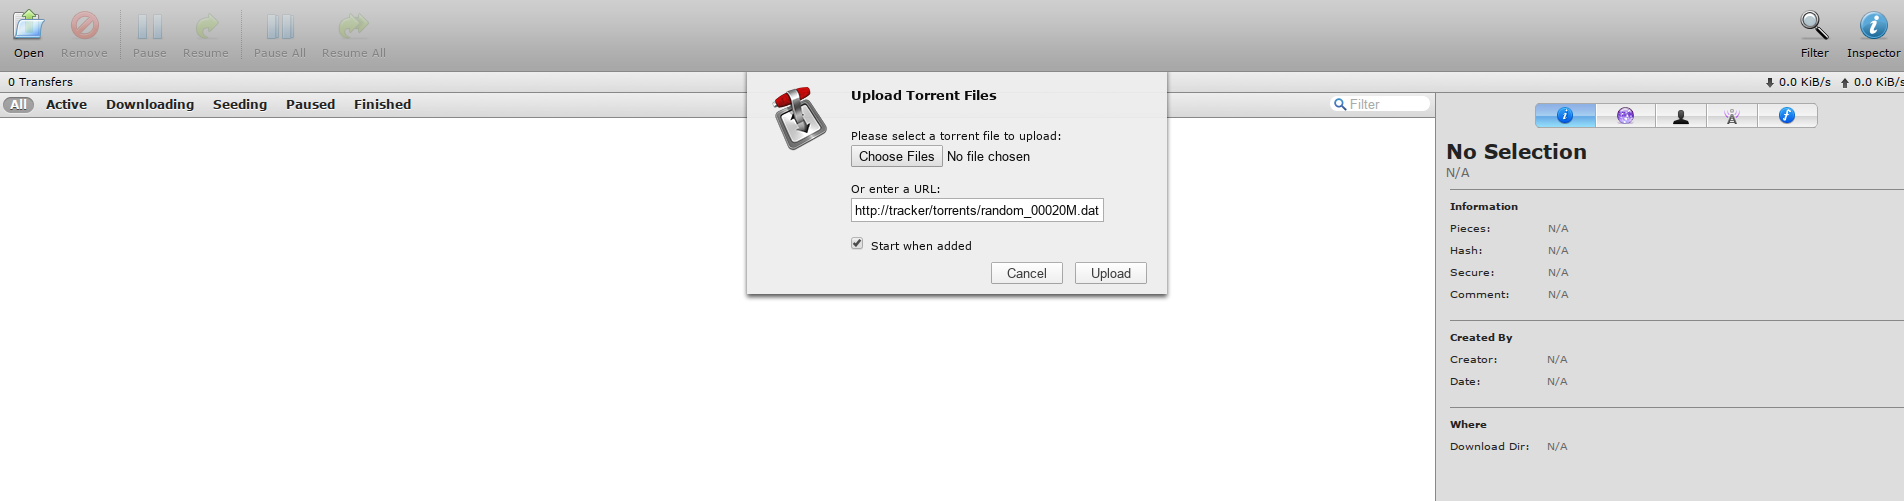 Open Remove Pause Resume Pause All Resume All Filter Inspector
0 Transfers 0.0 KiB/s 0.0 KiB/s
All Active Downloading Seeding Paused Finished Filter
Upload Torrent Files
Please select a torrent file to upload:
Choose Files No file chosen
Or enter a URL:
http://tracker/torrents/random_00020M.dat
Start when added
Cancel Upload
No Selection
N/A
Information
Pieces: N/A
Hash: N/A
Secure: N/A
Comment: N/A
Created By
Creator: N/A
Date: N/A
Where
Download Dir: N/A